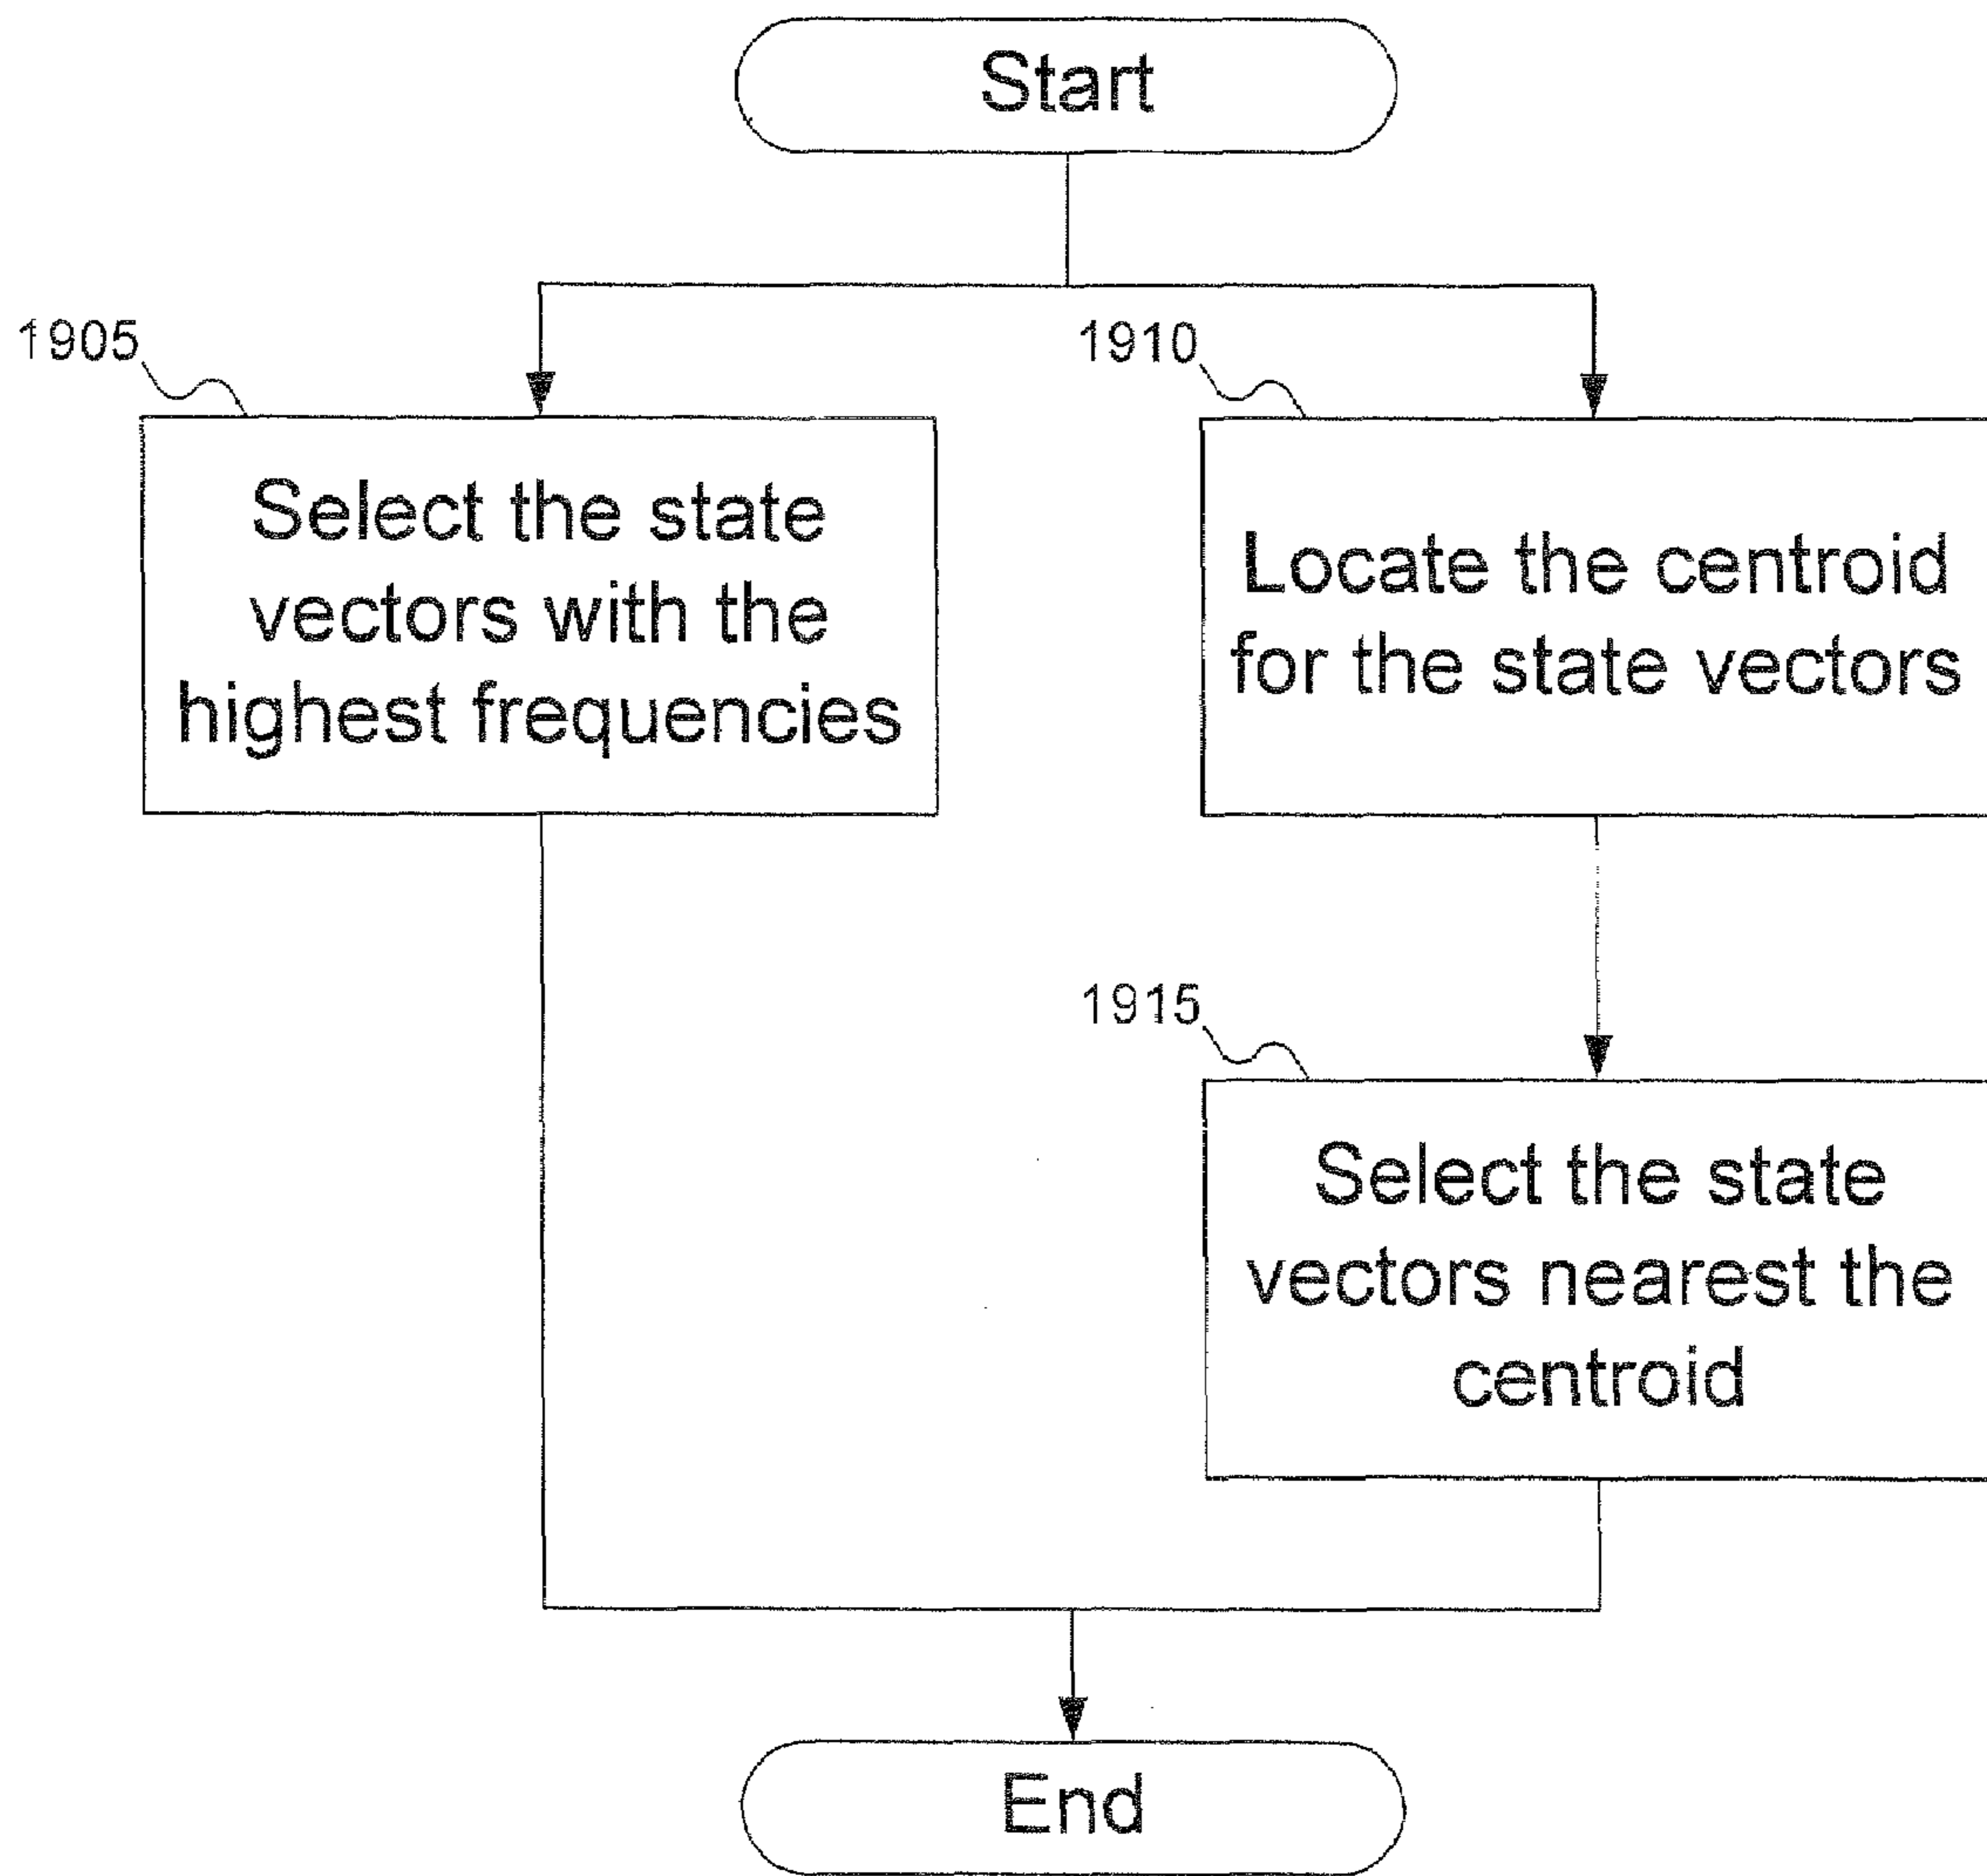 Start
1905
Select the state
vectors with the
highest frequencies
1910
Locate the centroid
for the state vectors
1915
Select the state
vectors nearest the
centroid
End